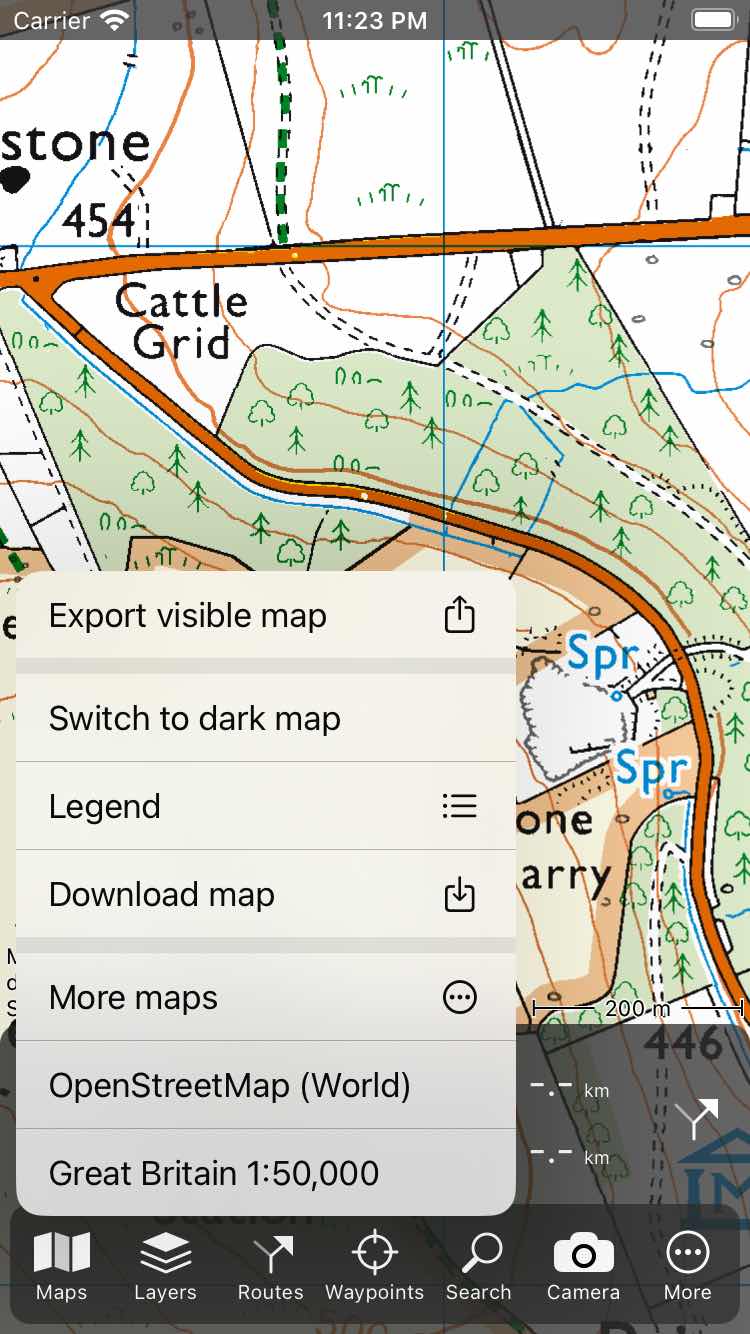 Carrier 11:23 PM
stone
454
Cattle
Grid
Export visible map
Spr
Switch to dark map
Spr
Legend
one
arry
Download map
More maps
200 m
446
OpenStreetMap (World)
-.- km
-.- km
Great Britain 1:50,000
Maps Layers Routes Waypoints Search Camera More